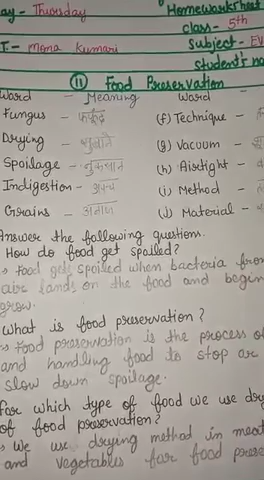 ay- Thursday Homeworksheet
class- 5th
T.- Mona Kumari Subject- EV
Student's na
(11) Food Preservation
Word - Meaning Word -
Fungus - फफूंद (f) Technique -
Drying - सुखाने (g) Vacuum -
Spoilage - नुकसान (h) Airtight -
Indigestion - अपच (i) Method -
Grains - अनाज (j) Material -
Answer the following questions.
How do food get spoiled?
Food gets spoiled when bacteria from
air lands on the food and begin
grow.
What is food preservation?
Food preservation is the process of
and handling food to stop or
slow down spoilage.
For which type of food we use dry
of food preservation?
We use drying method in meat
and vegetables for food prese